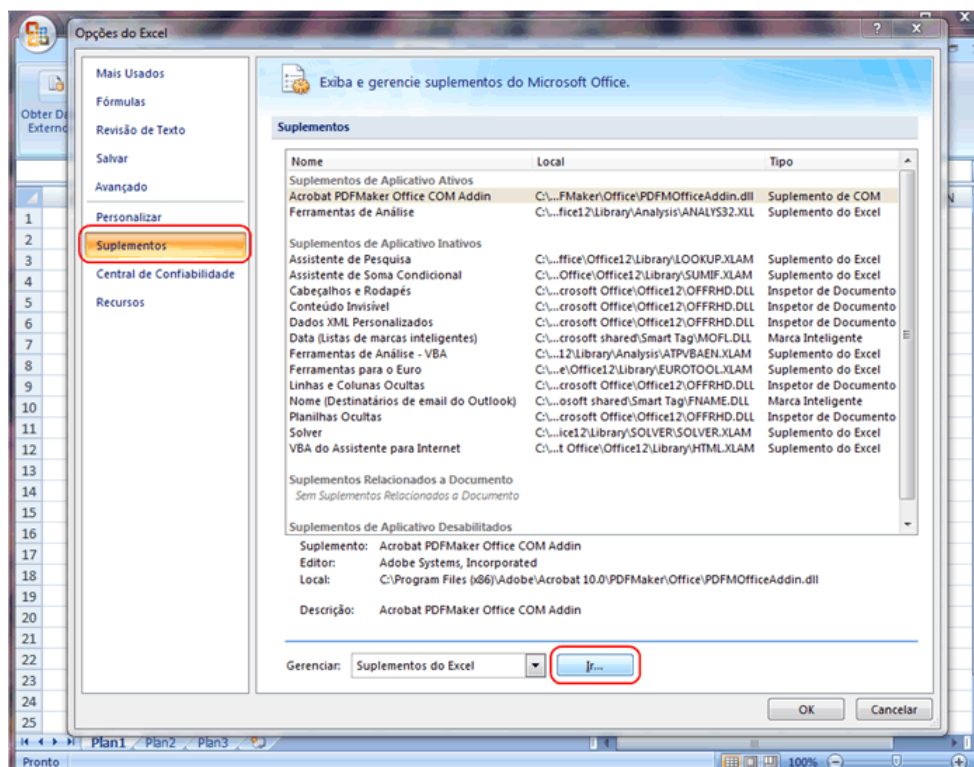 Opções do Excel
Obter Da
Externo
Mais Usados
Fórmulas
Revisão de Texto
Salvar
Avançado
Personalizar
Suplementos
Central de Confiabilidade
Recursos
Exiba e gerencie suplementos do Microsoft Office.
Suplementos
Nome Local Tipo
Suplementos de Aplicativo Ativos
Acrobat PDFMaker Office COM Addin C:\...FMaker\Office\PDFMOfficeAddin.dll Suplemento de COM
Ferramentas de Análise C:\...fice12\Library\Analysis\ANALYS32.XLL Suplemento do Excel
Suplementos de Aplicativo Inativos
Assistente de Pesquisa C:\...ffice\Office12\Library\LOOKUP.XLAM Suplemento do Excel
Assistente de Soma Condicional C:\...Office\Office12\Library\SUMIF.XLAM Suplemento do Excel
Cabeçalhos e Rodapés C:\...crosoft Office\Office12\OFFRHD.DLL Inspetor de Documento
Conteúdo Invisível C:\...crosoft Office\Office12\OFFRHD.DLL Inspetor de Documento
Dados XML Personalizados C:\...crosoft Office\Office12\OFFRHD.DLL Inspetor de Documento
Data (Listas de marcas inteligentes) C:\...crosoft shared\Smart Tag\MOFL.DLL Marca Inteligente
Ferramentas de Análise - VBA C:\...12\Library\Analysis\ATPVBAEN.XLAM Suplemento do Excel
Ferramentas para o Euro C:\...e\Office12\Library\EUROTOOL.XLAM Suplemento do Excel
Linhas e Colunas Ocultas C:\...crosoft Office\Office12\OFFRHD.DLL Inspetor de Documento
Nome (Destinatários de email do Outlook) C:\...osoft shared\Smart Tag\FNAME.DLL Marca Inteligente
Planilhas Ocultas C:\...crosoft Office\Office12\OFFRHD.DLL Inspetor de Documento
Solver C:\...ice12\Library\SOLVER\SOLVER.XLAM Suplemento do Excel
VBA do Assistente para Internet C:\...t Office\Office12\Library\HTML.XLAM Suplemento do Excel
Suplementos Relacionados a Documento
Sem Suplementos Relacionados a Documento
Suplementos de Aplicativo Desabilitados
Suplemento: Acrobat PDFMaker Office COM Addin
Editor: Adobe Systems, Incorporated
Local: C:\Program Files (x86)\Adobe\Acrobat 10.0\PDFMaker\Office\PDFMOfficeAddin.dll
Descrição: Acrobat PDFMaker Office COM Addin
Gerenciar: Suplementos do Excel Ir...
OK Cancelar
N
1
2
3
4
5
6
7
8
9
10
11
12
13
14
15
16
17
18
19
20
21
22
23
24
25
Plan1 Plan2 Plan3
Pronto 100%